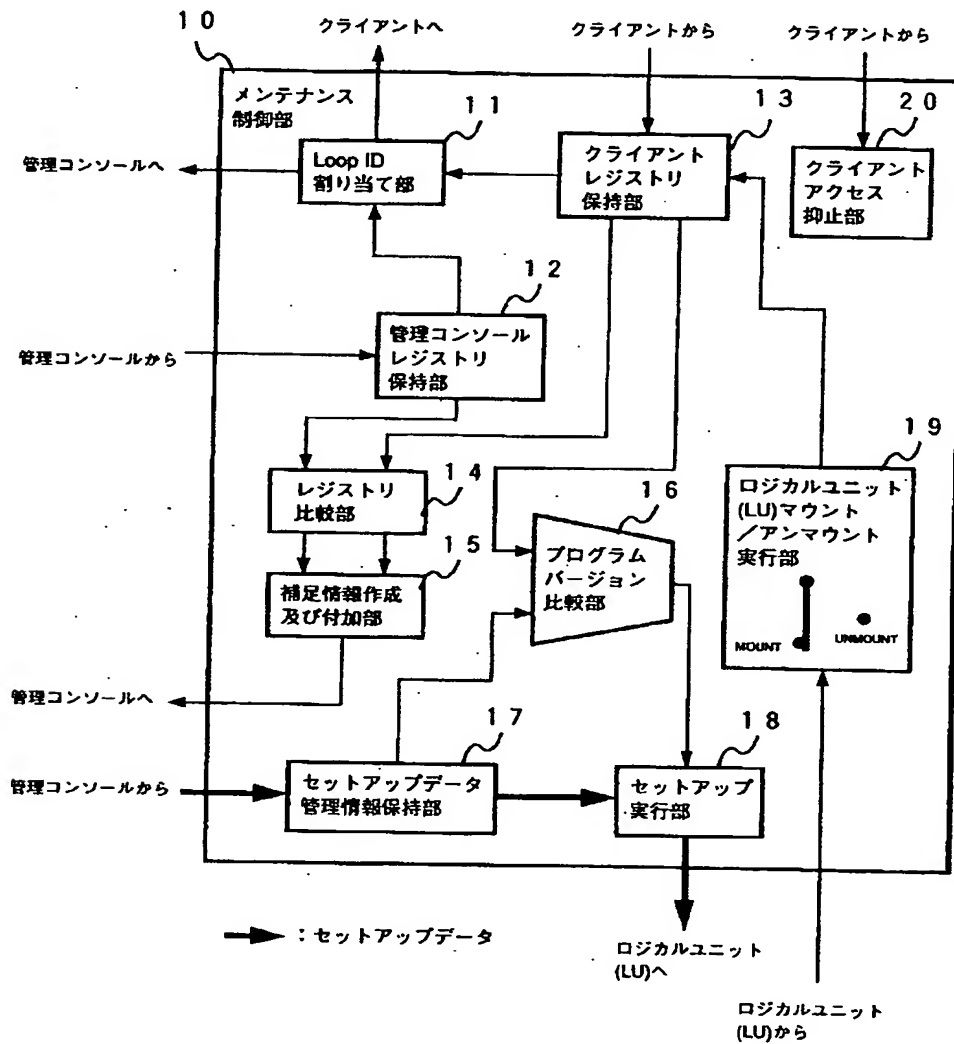 10
クライアントへ
クライアントから
クライアントから
メンテナンス
制御部
11
13
20
管理コンソールへ
Loop ID
割り当て部
クライアント
レジストリ
保持部
クライアント
アクセス
抑止部
12
管理コンソールから
管理コンソール
レジストリ
保持部
14
レジストリ
比較部
16
19
プログラム
バージョン
比較部
ロジカルユニット
(LU)マウント
/アンマウント
実行部
MOUNT
UNMOUNT
15
補足情報作成
及び付加部
管理コンソールへ
17
18
管理コンソールから
セットアップデータ
管理情報保持部
セットアップ
実行部
:セットアップデータ
ロジカルユニット
(LU)へ
ロジカルユニット
(LU)から